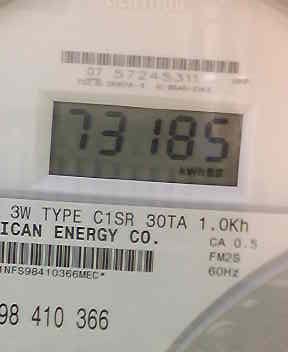 07 57245311
73185
kWh
3W TYPE C1SR 30TA 1.0Kh
ICAN ENERGY CO.
CA 0.5
FM2S
60Hz
1NFS98410366MEC*
98 410 366